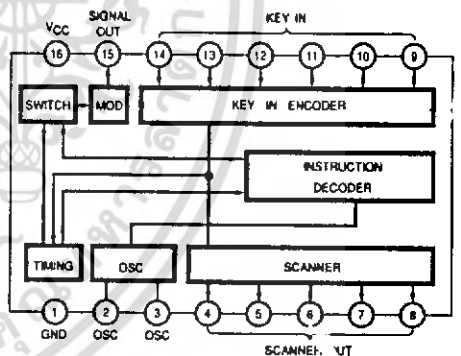 SIGNAL OUT
KEY IN
VCC
16 15 14 13 12 11 10 9
SWITCH MOD KEY IN ENCODER
INSTRUCTION
DECODER
TIMING OSC SCANNER
1 2 3 4 5 6 7 8
GND OSC OSC
SCANNER